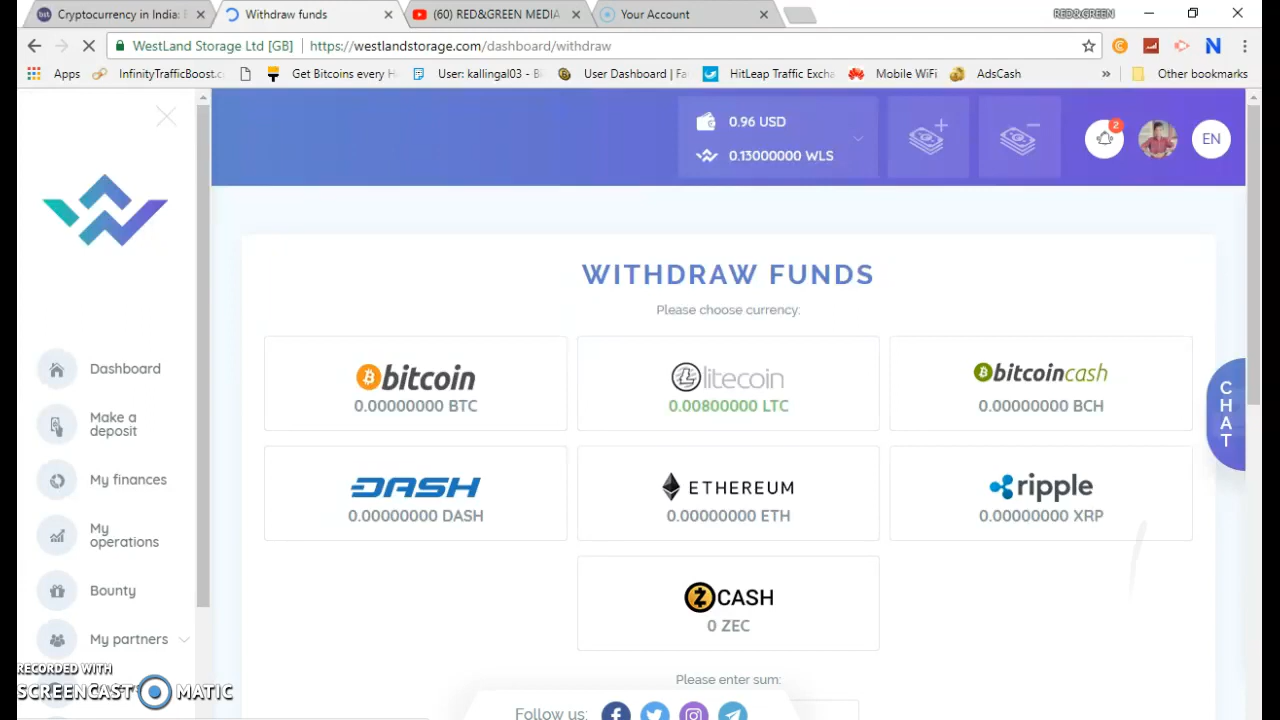 Cryptocurrency in India: B
Withdraw funds
(60) RED&GREEN MEDIA
Your Account
RED&GREEN
WestLand Storage Ltd [GB]
https://westlandstorage.com/dashboard/withdraw
Apps
InfinityTrafficBoost.c
Get Bitcoins every H
User: kallingal03 - B
User Dashboard | Fa
BitLeap Traffic Excha
Mobile WiFi
AdsCash
»
Other bookmarks
0.96 USD
0.13000000 WLS
2
EN
WITHDRAW FUNDS
Please choose currency:
bitcoin
0.00000000 BTC
litecoin
0.00800000 LTC
bitcoincash
0.00000000 BCH
DASH
0.00000000 DASH
ETHEREUM
0.00000000 ETH
ripple
0.00000000 XRP
ZCASH
0 ZEC
Please enter sum:
Follow us:
Dashboard
Make a
deposit
My finances
My
operations
Bounty
My partners
CHAT
RECORDED WITH
SCREENCAST MATIC